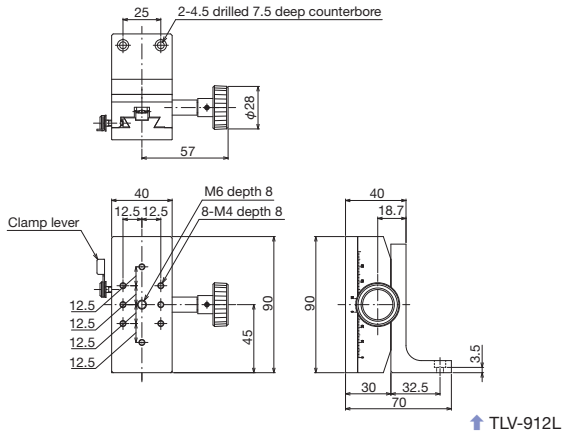 25
2-4.5 drilled 7.5 deep counterbore
φ28
57
40
M6 depth 8
12.5 12.5
8-M4 depth 8
Clamp lever
12.5
12.5
12.5
12.5
45
90
40
18.7
90
3.5
30
32.5
70
TLV-912L